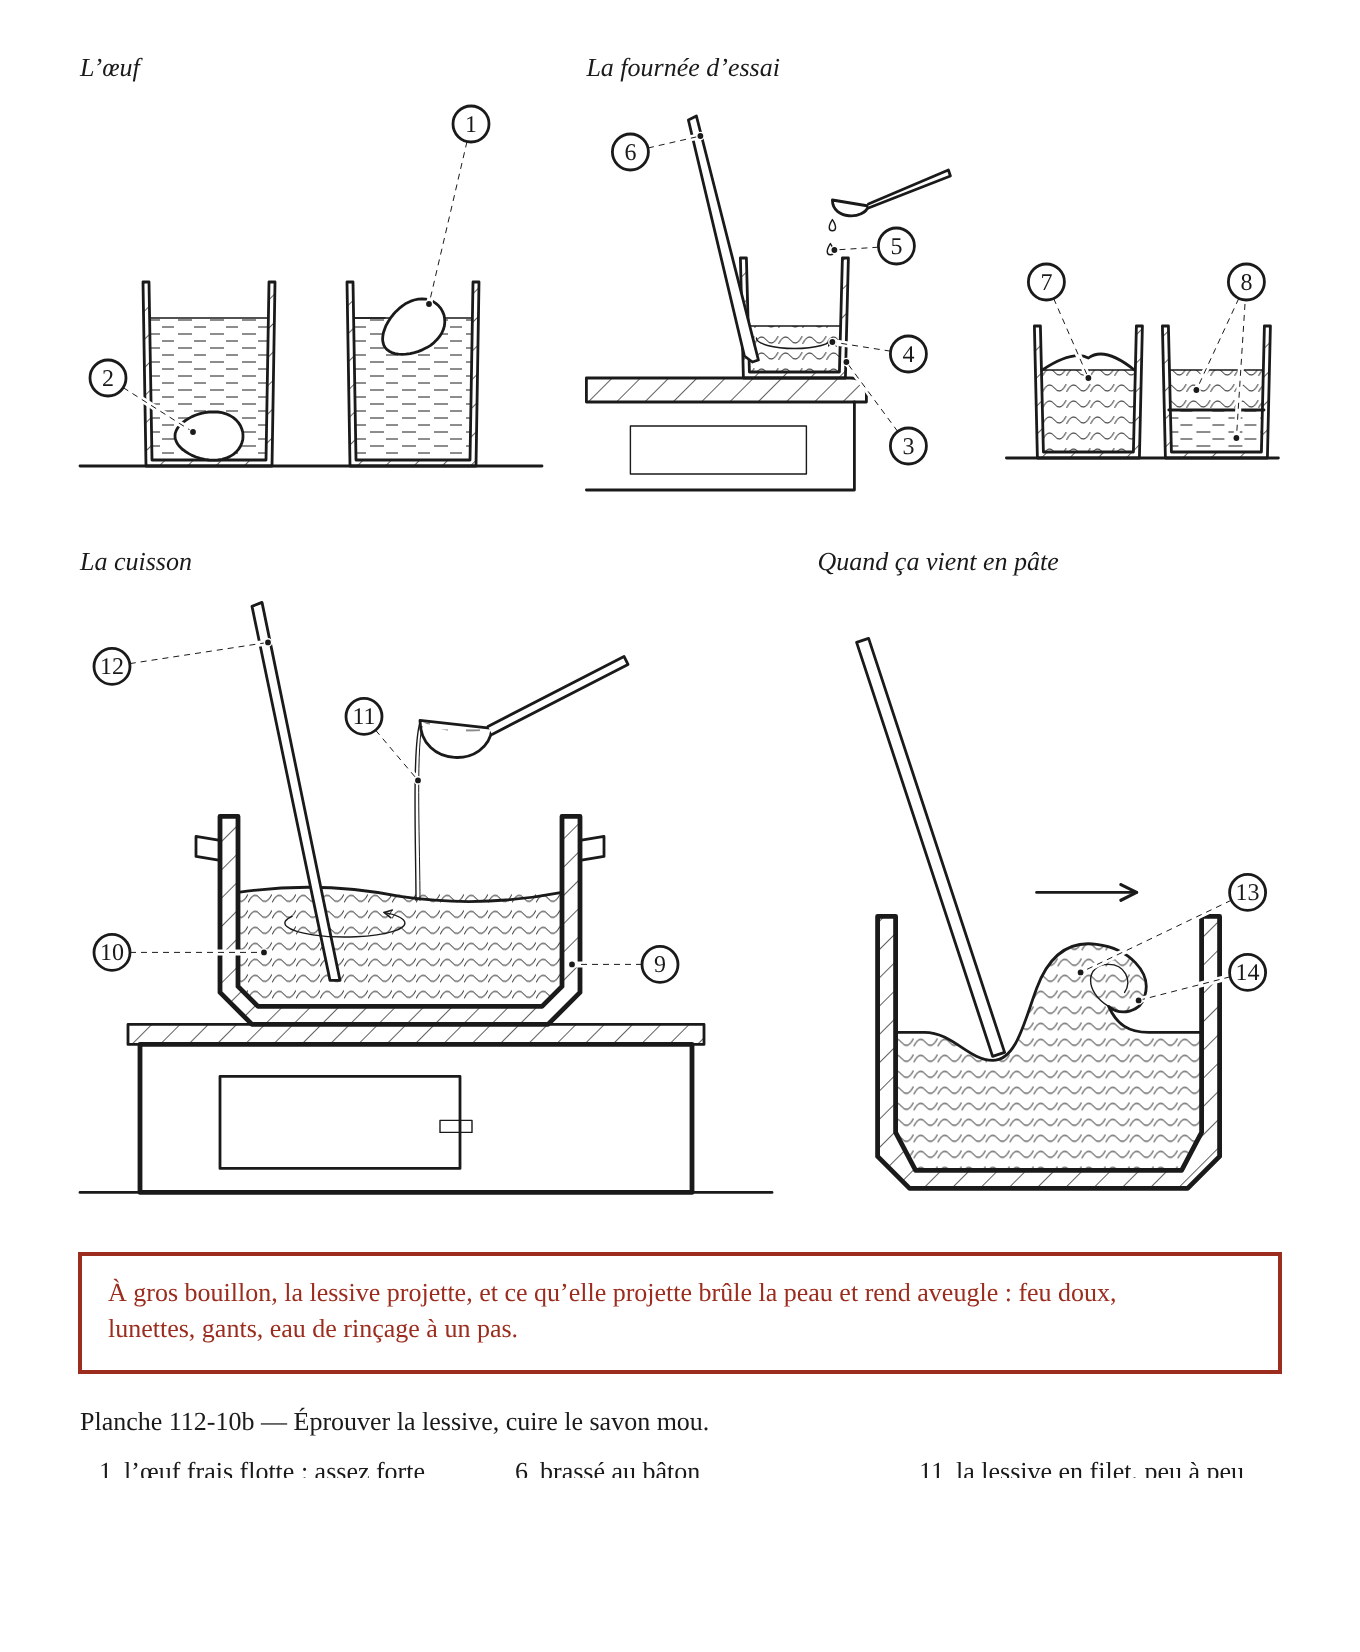 L’œuf
La fournée d’essai
1
6
5
7
8
2
4
3
La cuisson
Quand ça vient en pâte
12
11
13
10
9
14
À gros bouillon, la lessive projette, et ce qu’elle projette brûle la peau et rend aveugle : feu doux,
lunettes, gants, eau de rinçage à un pas.
Planche 112-10b — Éprouver la lessive, cuire le savon mou.
1 l’œuf frais flotte : assez forte
6 brassé au bâton
11 la lessive en filet, peu à peu